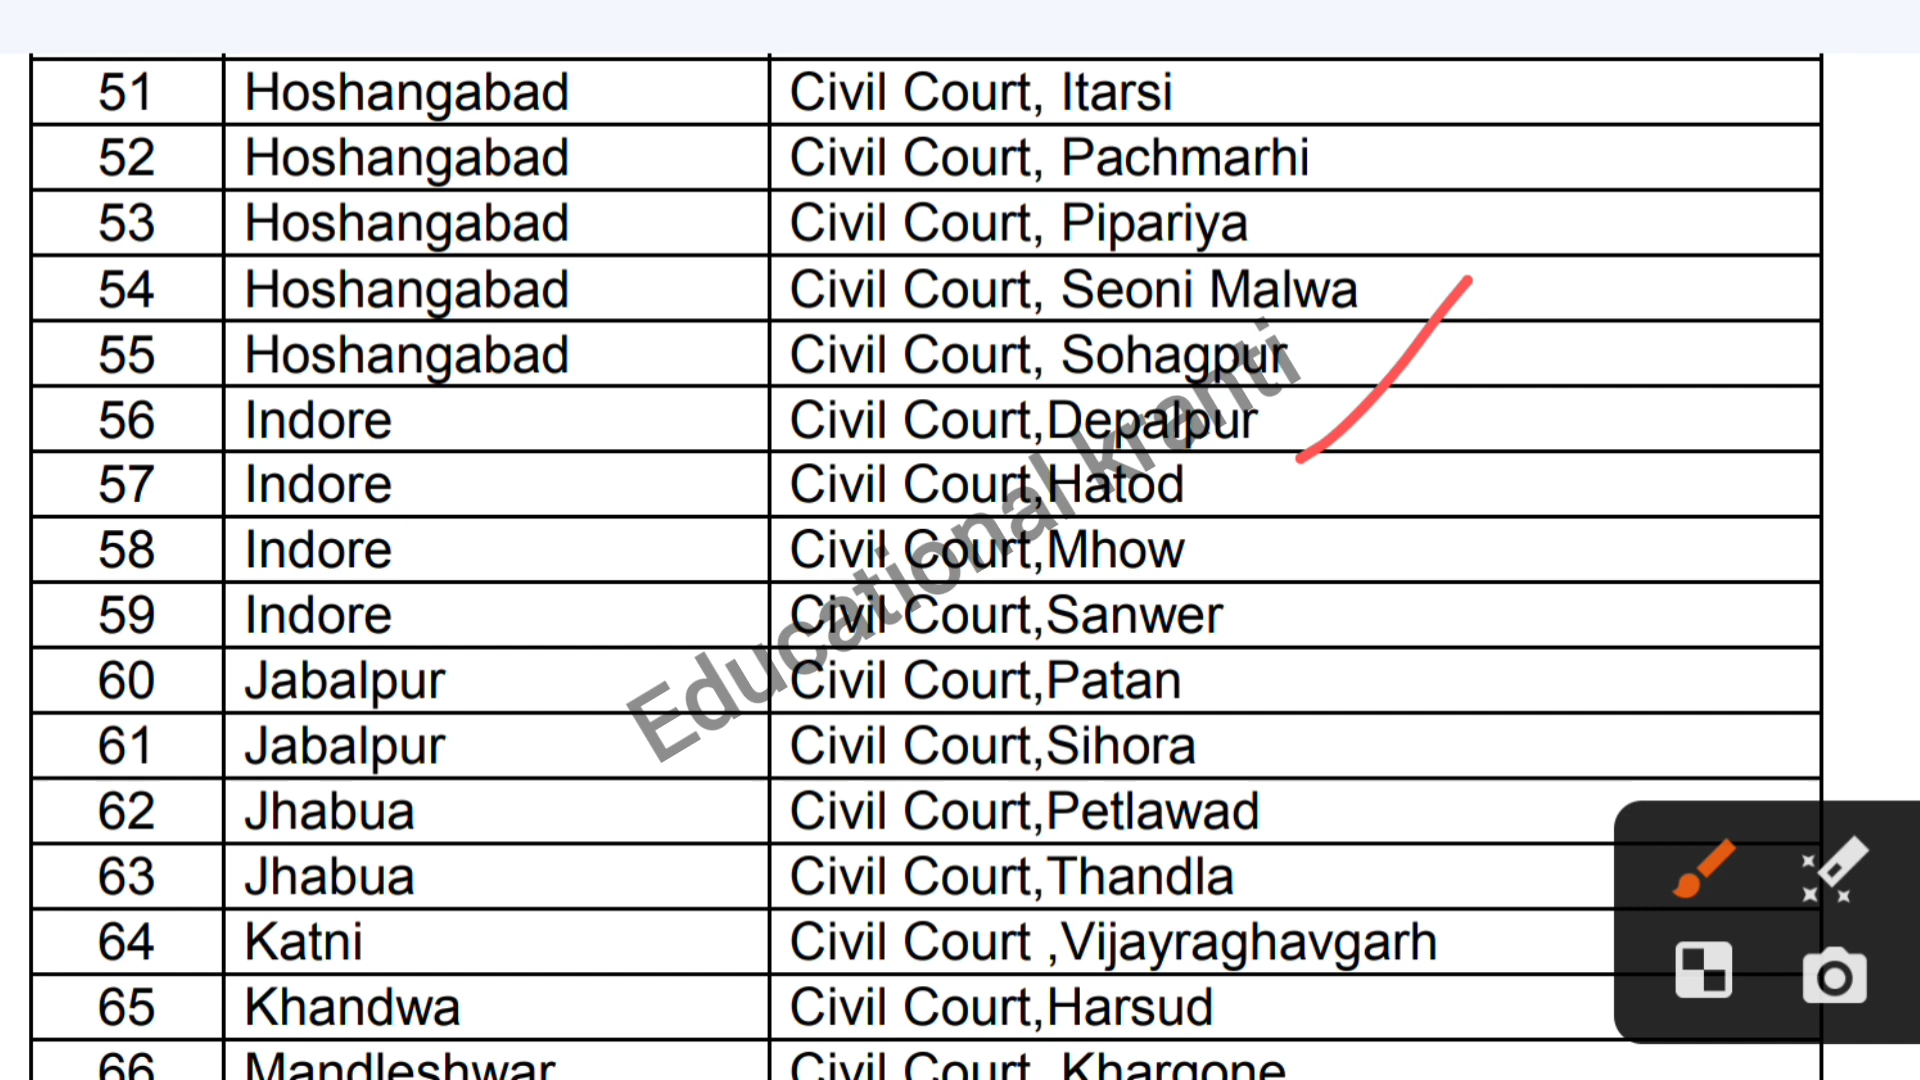 51 Hoshangabad Civil Court, Itarsi
52 Hoshangabad Civil Court, Pachmarhi
53 Hoshangabad Civil Court, Pipariya
54 Hoshangabad Civil Court, Seoni Malwa
55 Hoshangabad Civil Court, Sohagpur
56 Indore Civil Court,Depalpur
57 Indore Civil Court,Hatod
58 Indore Civil Court,Mhow
59 Indore Civil Court,Sanwer
60 Jabalpur Civil Court,Patan
61 Jabalpur Civil Court,Sihora
62 Jhabua Civil Court,Petlawad
63 Jhabua Civil Court,Thandla
64 Katni Civil Court ,Vijayraghavgarh
65 Khandwa Civil Court,Harsud
66 Mandleshwar Civil Court, Khargone
Educational kranti